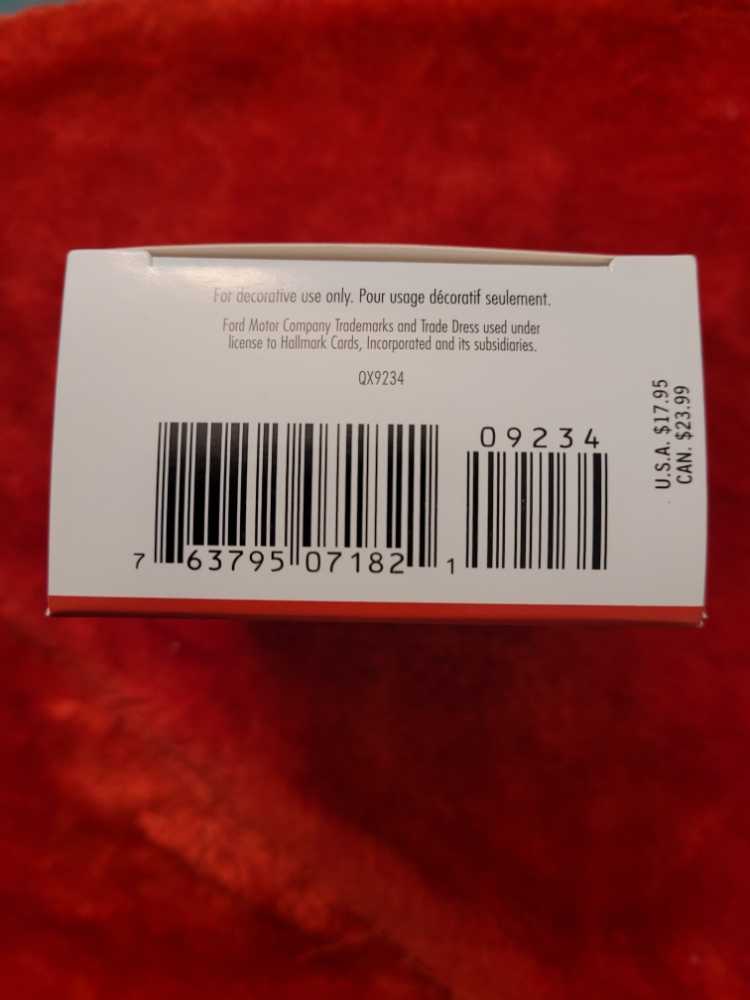 For decorative use only. Pour usage décoratif seulement.
Ford Motor Company Trademarks and Trade Dress used under
license to Hallmark Cards, Incorporated and its subsidiaries.
QX9234
U.S.A. $17.95
CAN. $23.99
09234
7 63795 07182 1